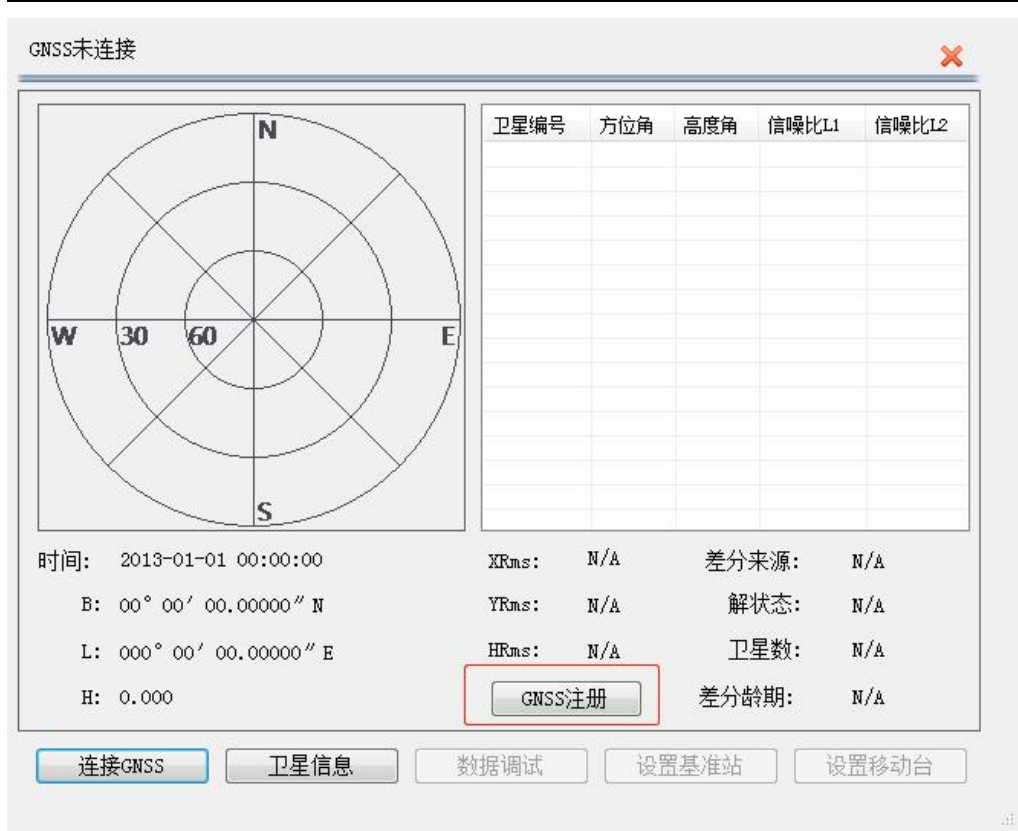 GNSS未连接
N
W 30 60 E
S
卫星编号 方位角 高度角 信噪比L1 信噪比L2
时间: 2013-01-01 00:00:00 XRms: N/A 差分来源: N/A
B: 00° 00′ 00.00000″ N YRms: N/A 解状态: N/A
L: 000° 00′ 00.00000″ E HRms: N/A 卫星数: N/A
H: 0.000 GNSS注册 差分龄期: N/A
连接GNSS 卫星信息 数据调试 设置基准站 设置移动台